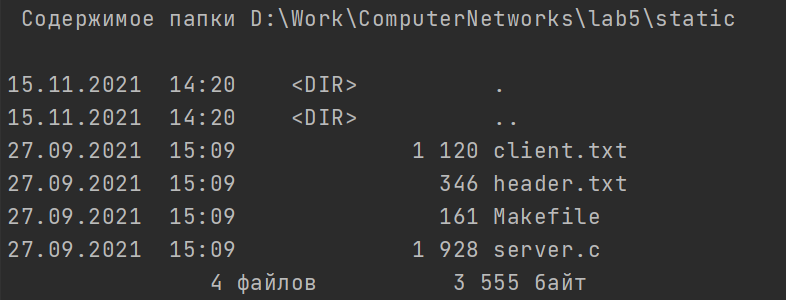 Содержимое папки D:\Work\ComputerNetworks\lab5\static
15.11.2021  14:20    <DIR>          .
15.11.2021  14:20    <DIR>          ..
27.09.2021  15:09             1 120 client.txt
27.09.2021  15:09               346 header.txt
27.09.2021  15:09               161 Makefile
27.09.2021  15:09             1 928 server.c
               4 файлов          3 555 байт